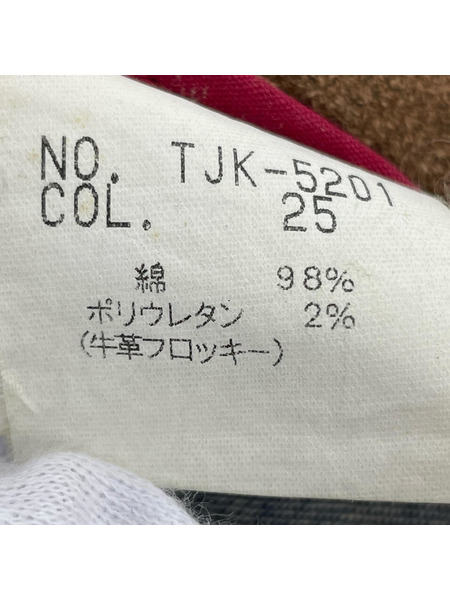 NO. TJK-5201
COL. 25
綿 98%
ポリウレタン 2%
(牛革フロッキー)